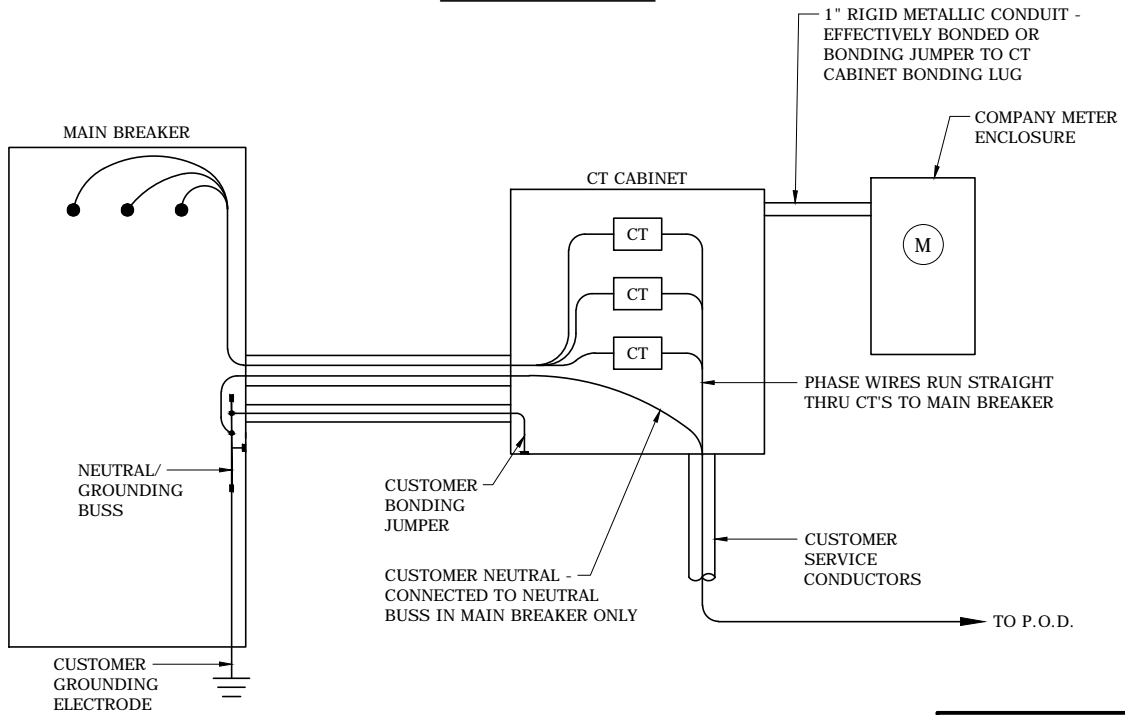 1" RIGID METALLIC CONDUIT -
EFFECTIVELY BONDED OR
BONDING JUMPER TO CT
CABINET BONDING LUG
COMPANY METER
ENCLOSURE
MAIN BREAKER
CT CABINET
CT
M
CT
CT
PHASE WIRES RUN STRAIGHT
THRU CT'S TO MAIN BREAKER
NEUTRAL/
GROUNDING
BUSS
CUSTOMER
BONDING
JUMPER
CUSTOMER
SERVICE
CONDUCTORS
CUSTOMER NEUTRAL -
CONNECTED TO NEUTRAL
BUSS IN MAIN BREAKER ONLY
TO P.O.D.
CUSTOMER
GROUNDING
ELECTRODE